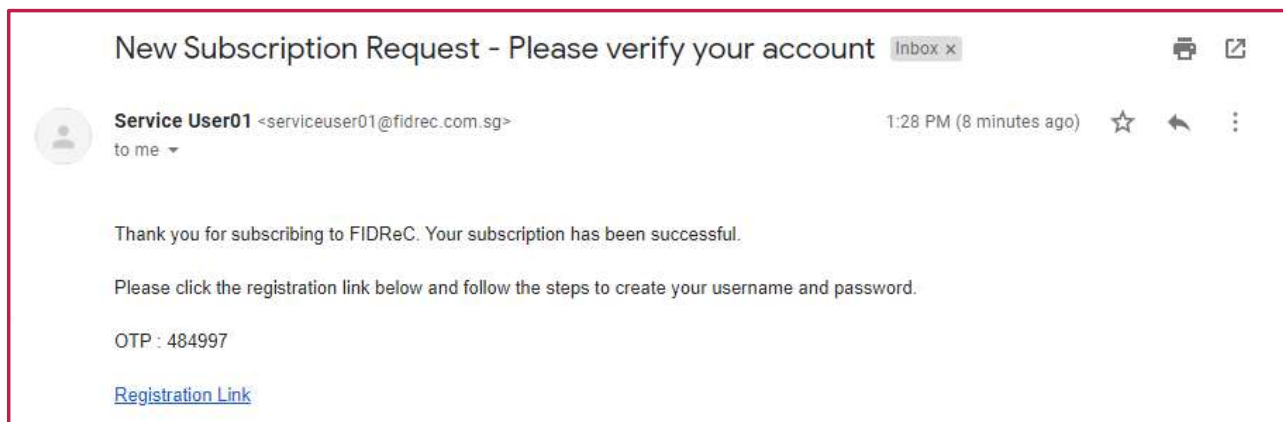 New Subscription Request - Please verify your account Inbox x
Service User01 <serviceuser01@fidrec.com.sg> 1:28 PM (8 minutes ago)
to me
Thank you for subscribing to FIDReC. Your subscription has been successful.
Please click the registration link below and follow the steps to create your username and password.
OTP : 484997
Registration Link